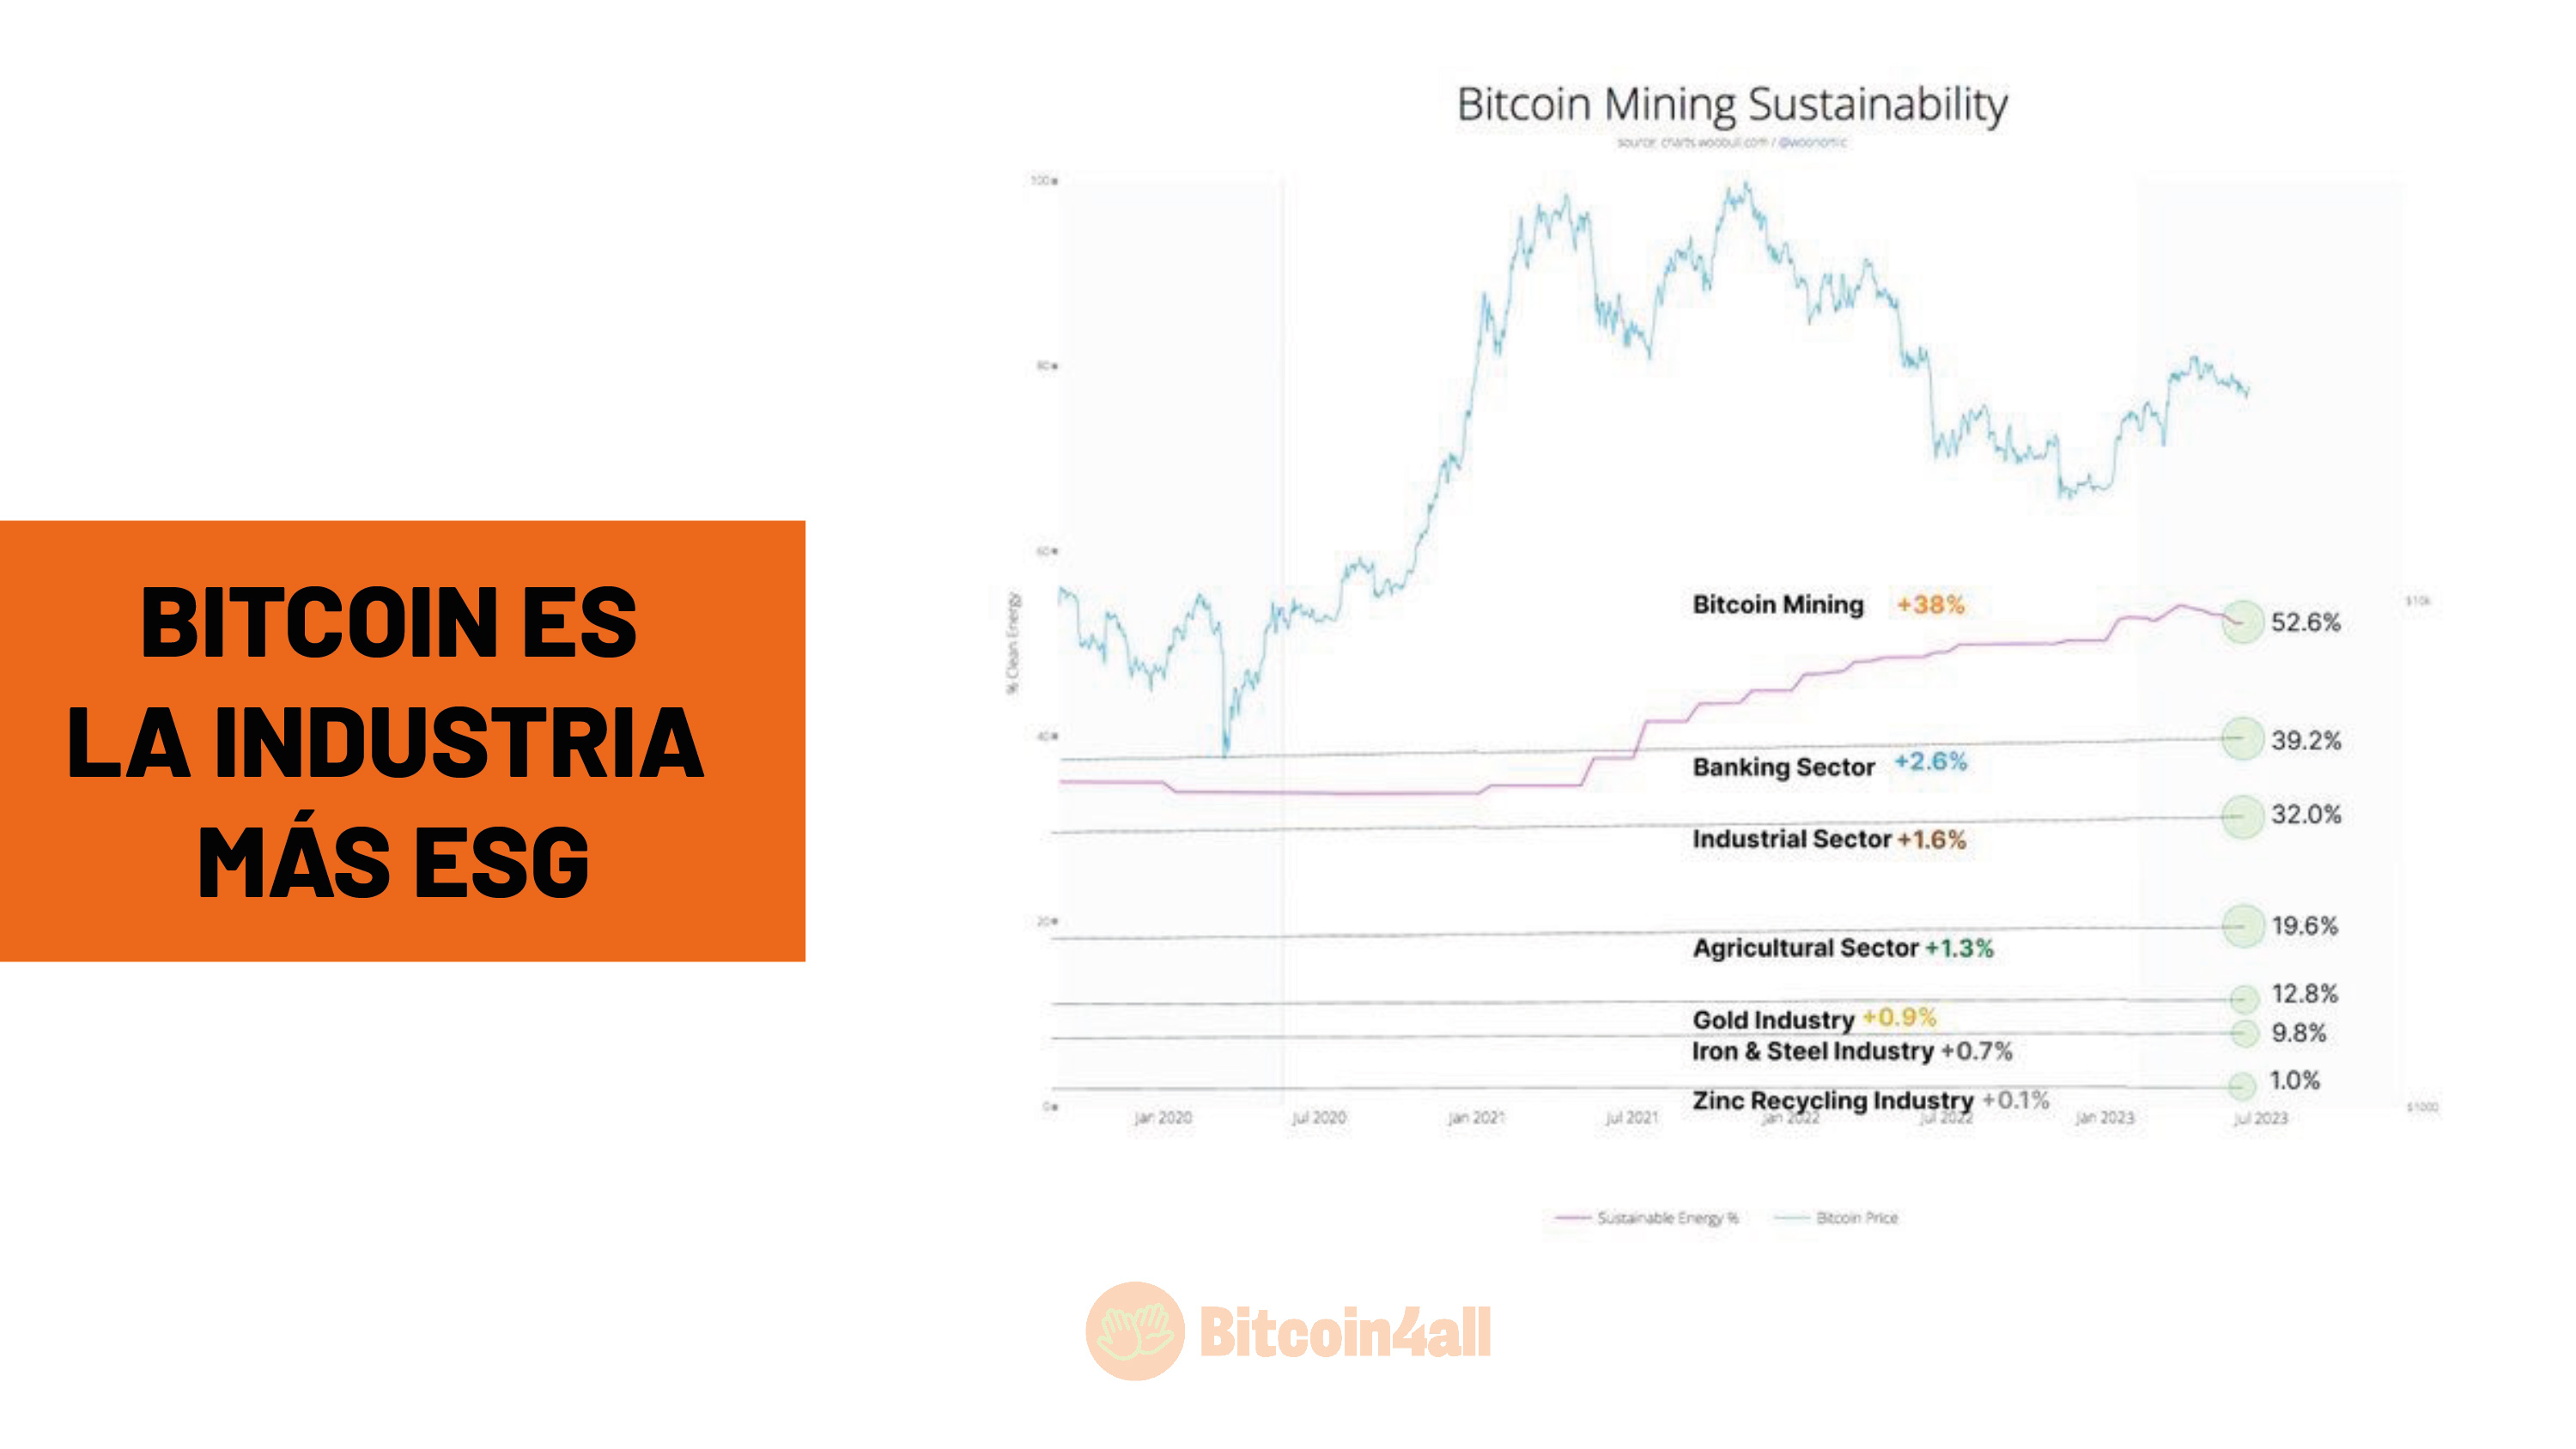 BITCOIN ES
LA INDUSTRIA
MÁS ESG
Bitcoin Mining Sustainability
source: charts.woobull.com / @woonomic
100
80
60
40
20
0
% Clean Energy
$10k
$1000
Bitcoin Mining +38%
52.6%
Banking Sector +2.6%
39.2%
Industrial Sector +1.6%
32.0%
Agricultural Sector +1.3%
19.6%
Gold Industry +0.9%
12.8%
Iron & Steel Industry +0.7%
9.8%
Zinc Recycling Industry +0.1%
1.0%
Jan 2020 Jul 2020 Jan 2021 Jul 2021 Jan 2022 Jul 2022 Jan 2023 Jul 2023
Sustainable Energy % Bitcoin Price
Bitcoin4all